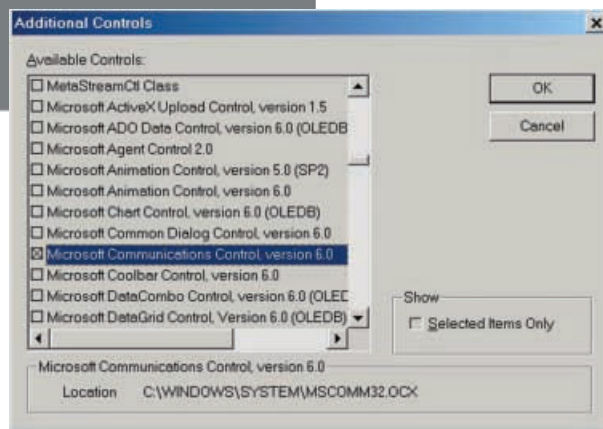 Additional Controls
Available Controls:
MetaStreamCtl Class
Microsoft ActiveX Upload Control, version 1.5
Microsoft ADO Data Control, version 6.0 (OLEDB
Microsoft Agent Control 2.0
Microsoft Animation Control, version 5.0 (SP2)
Microsoft Animation Control, version 6.0
Microsoft Chart Control, version 6.0 (OLEDB)
Microsoft Common Dialog Control, version 6.0
Microsoft Communications Control, version 6.0
Microsoft Coolbar Control, version 6.0
Microsoft DataCombo Control, version 6.0 (OLEC
Microsoft DataGrid Control, Version 6.0 (OLEDB)
OK
Cancel
Show
Selected Items Only
Microsoft Communications Control, version 6.0
Location C:\WINDOWS\SYSTEM\MSCOMM32.OCX